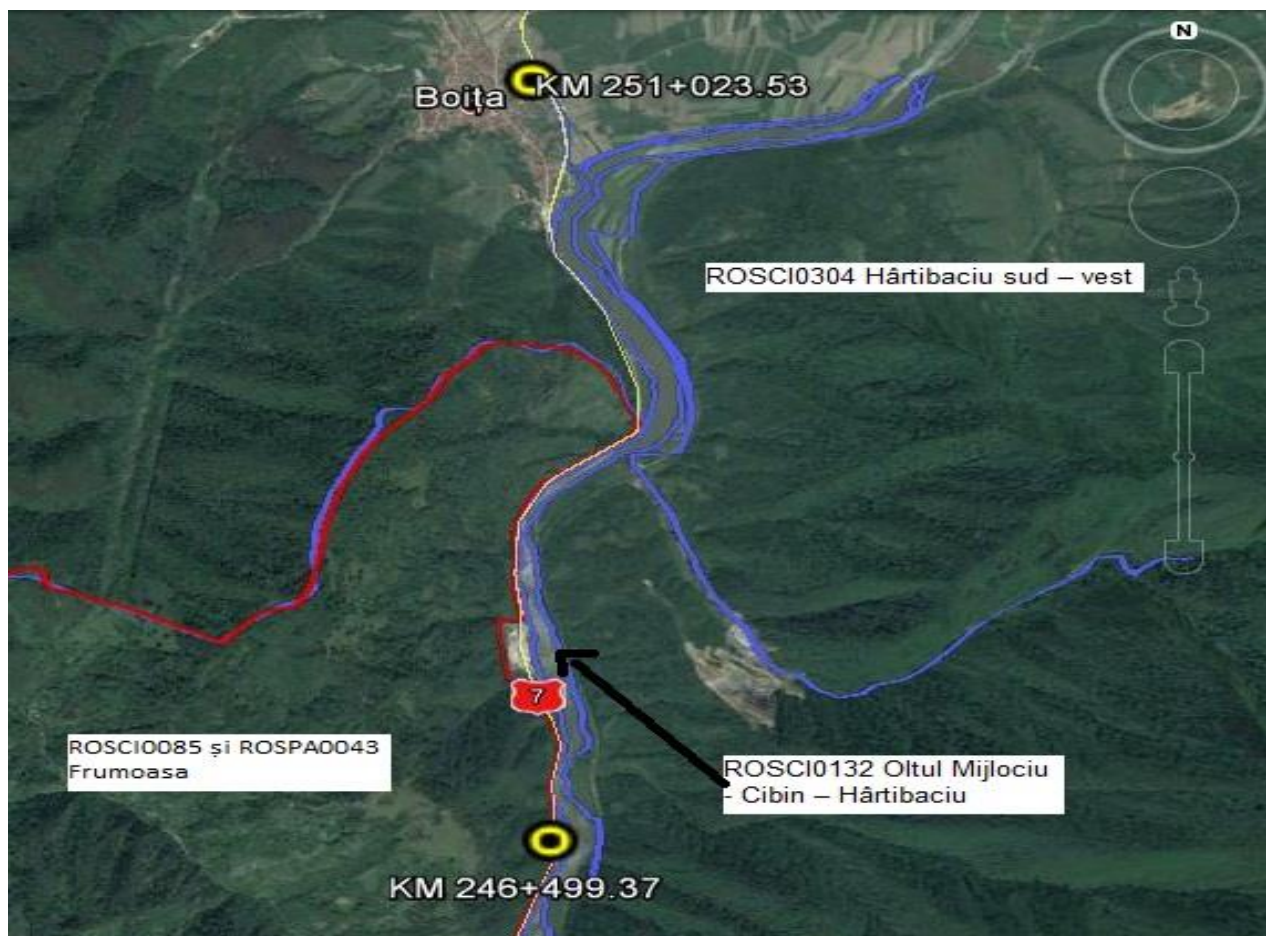 N
KM 251+023.53
Boița
ROSCI0304 Hârtibaciu sud – vest
7
ROSCI0085 și ROSPA0043
Frumoasa
ROSCI0132 Oltul Mijlociu
- Cibin – Hârtibaciu
KM 246+499.37